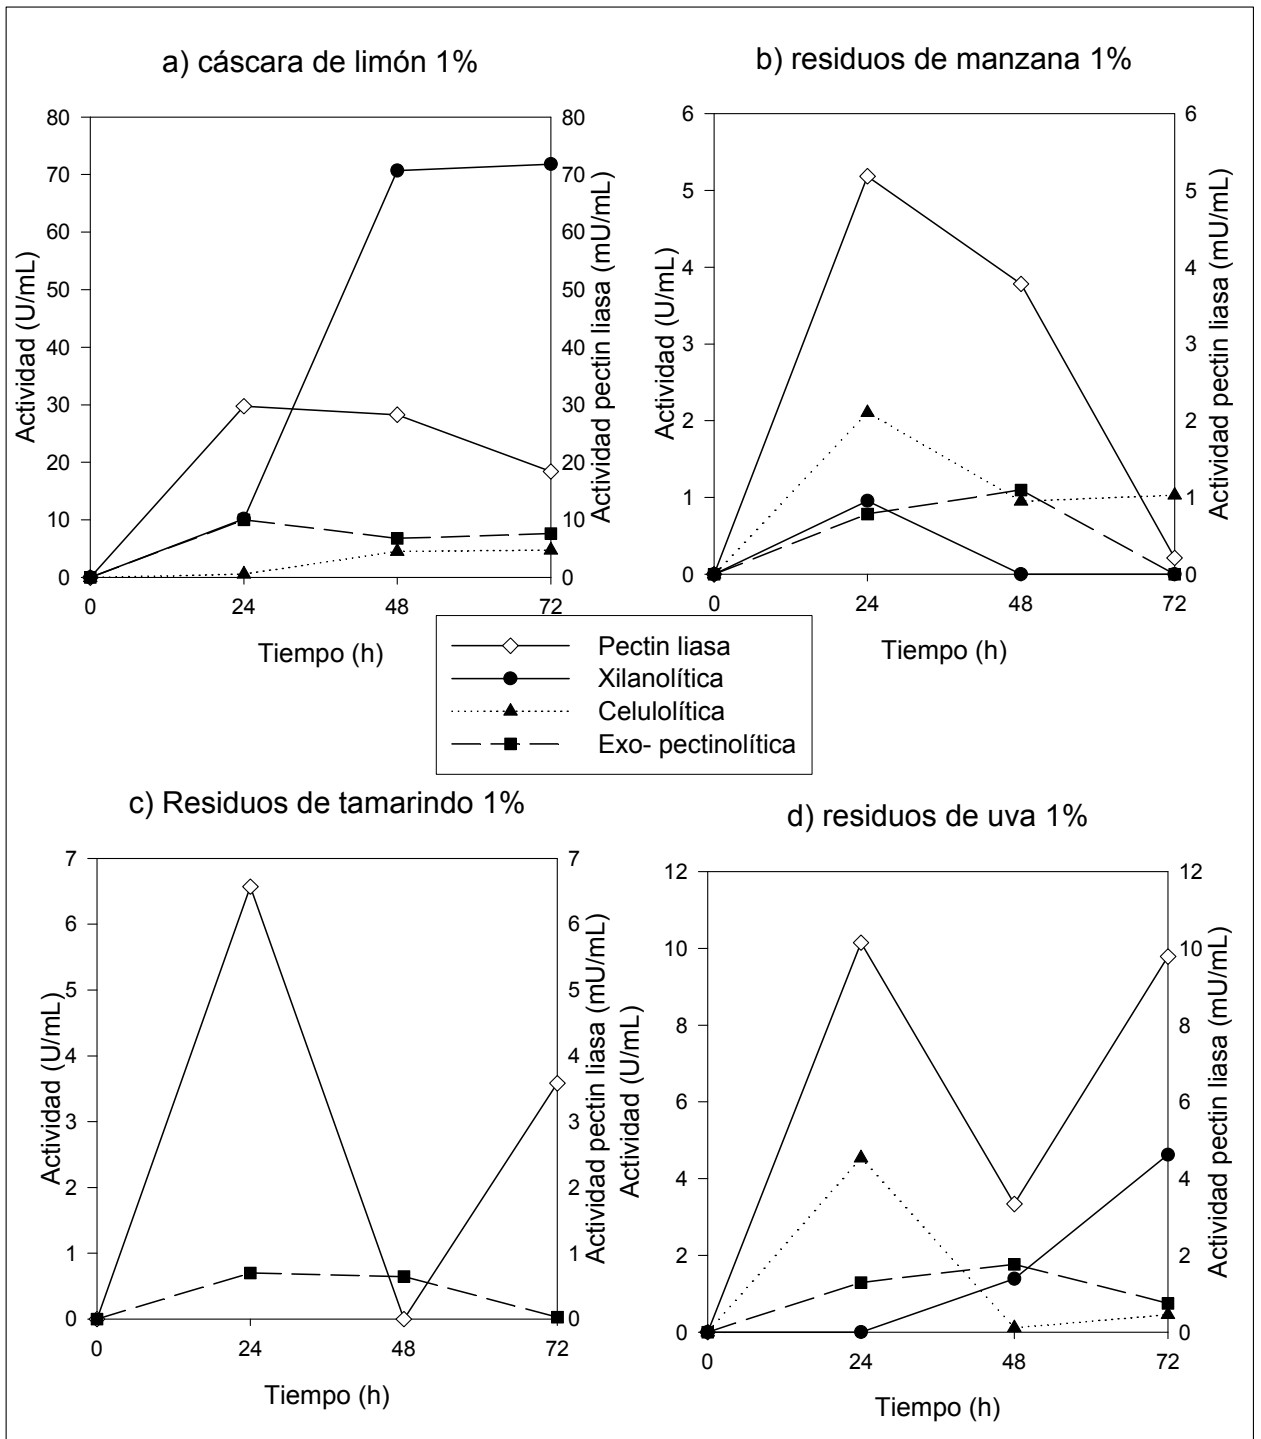 a) cáscara de limón 1%
80
70
60
50
40
30
20
10
0
80
70
60
50
40
30
20
10
0
0 24 48 72
Actividad (U/mL)
Actividad pectin liasa (mU/mL)
Tiempo (h)
b) residuos de manzana 1%
6
5
4
3
2
1
0
6
5
4
3
2
1
0
0 24 48 72
Actividad (U/mL)
Actividad pectin liasa (mU/mL)
Tiempo (h)
Pectin liasa
Xilanolítica
Celulolítica
Exo- pectinolítica
c) Residuos de tamarindo 1%
7
6
5
4
3
2
1
0
7
6
5
4
3
2
1
0
0 24 48 72
Actividad (U/mL)
Actividad pectin liasa (mU/mL)
Tiempo (h)
d) residuos de uva 1%
12
10
8
6
4
2
0
12
10
8
6
4
2
0
0 24 48 72
Actividad (U/mL)
Actividad pectin liasa (mU/mL)
Tiempo (h)